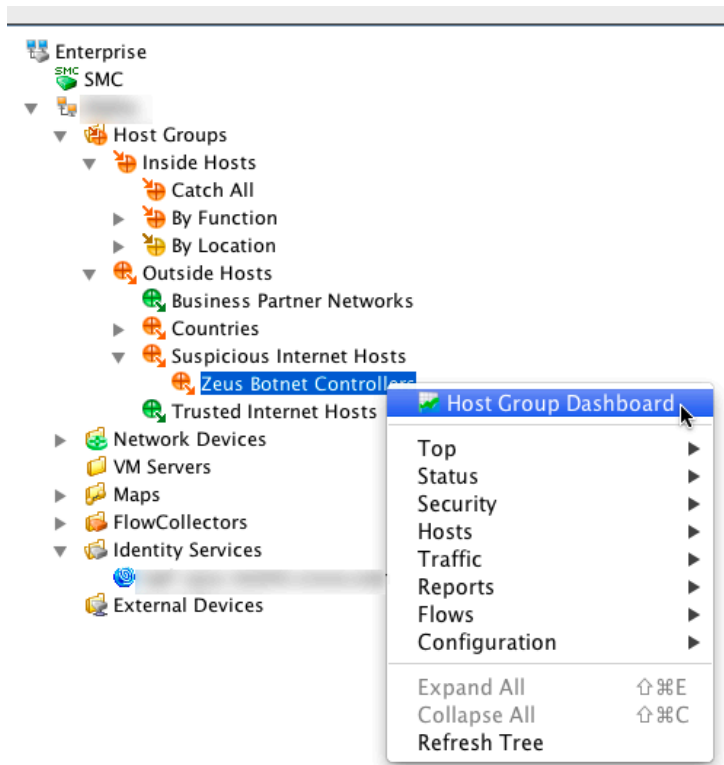 Enterprise
SMC
SMC
Host Groups
Inside Hosts
Catch All
By Function
By Location
Outside Hosts
Business Partner Networks
Countries
Suspicious Internet Hosts
Zeus Botnet Controllers
Trusted Internet Hosts
Network Devices
VM Servers
Maps
FlowCollectors
Identity Services
External Devices
Host Group Dashboard
Top
Status
Security
Hosts
Traffic
Reports
Flows
Configuration
Expand All ⇧⌘E
Collapse All ⇧⌘C
Refresh Tree